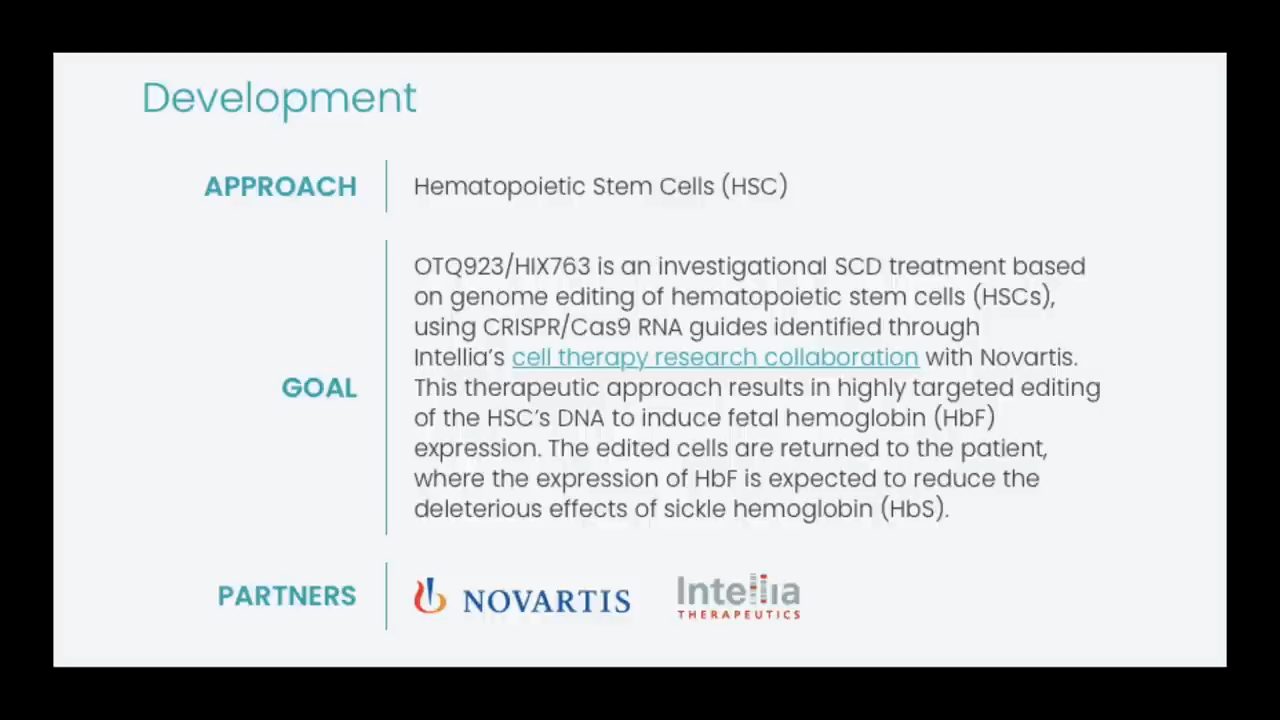 Development
APPROACH
Hematopoietic Stem Cells (HSC)
GOAL
OTQ923/HIX763 is an investigational SCD treatment based
on genome editing of hematopoietic stem cells (HSCs),
using CRISPR/Cas9 RNA guides identified through
Intellia’s cell therapy research collaboration with Novartis.
This therapeutic approach results in highly targeted editing
of the HSC’s DNA to induce fetal hemoglobin (HbF)
expression. The edited cells are returned to the patient,
where the expression of HbF is expected to reduce the
deleterious effects of sickle hemoglobin (HbS).
PARTNERS
NOVARTIS
Intellia
THERAPEUTICS